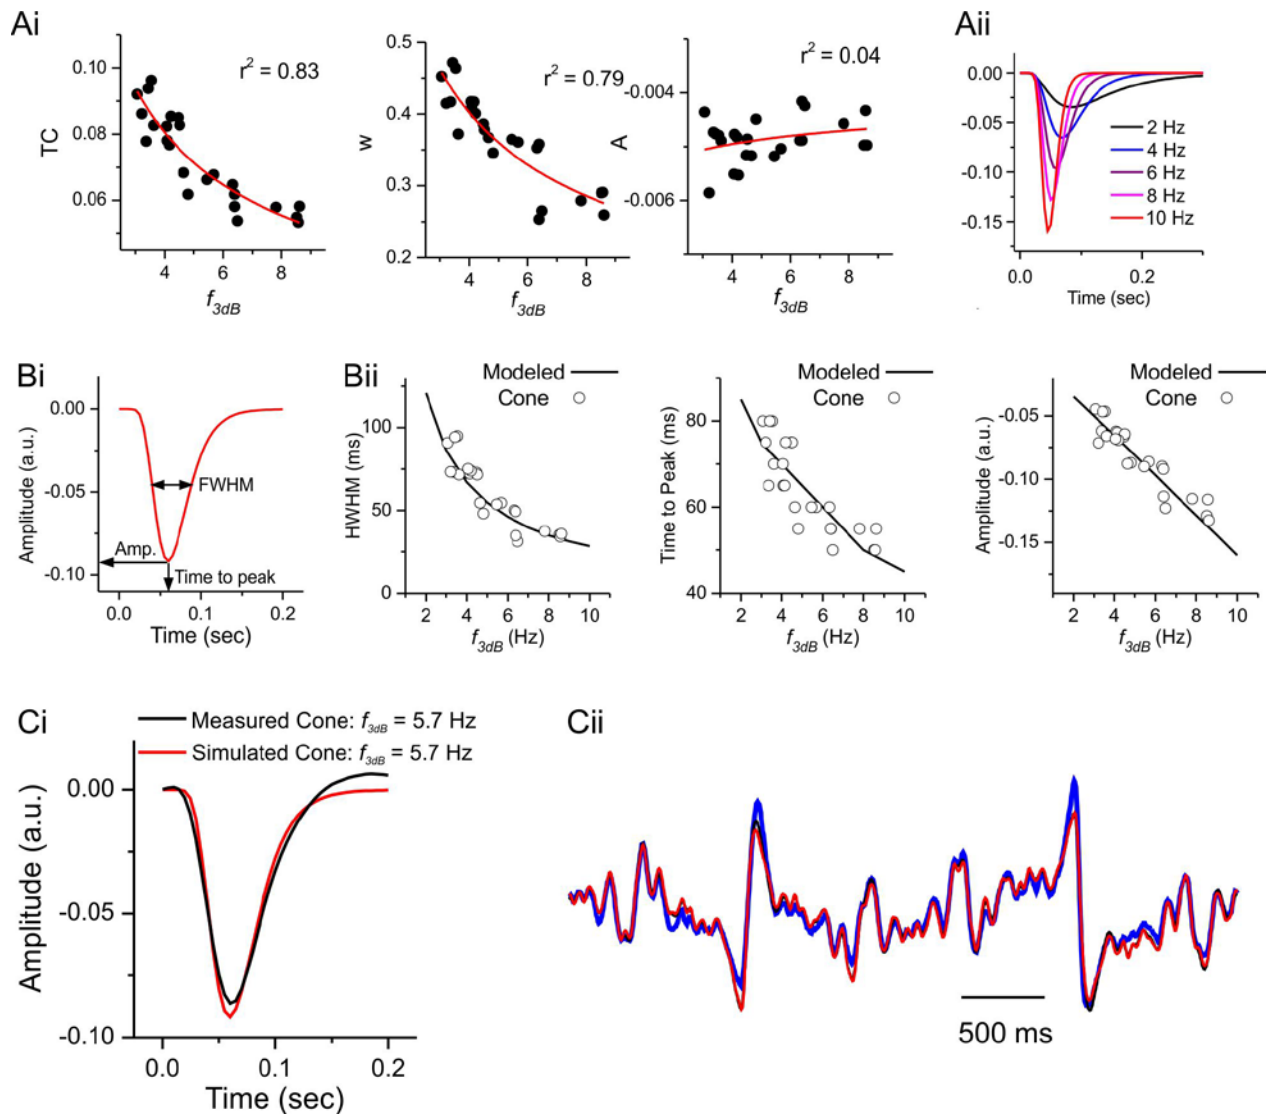 Ai
r² = 0.83
TC
0.10
0.08
0.06
4 6 8
f3dB
r² = 0.79
w
0.5
0.4
0.3
0.2
4 6 8
f3dB
r² = 0.04
A
-0.004
-0.006
4 6 8
f3dB
Aii
0.00
-0.05
-0.10
-0.15
2 Hz
4 Hz
6 Hz
8 Hz
10 Hz
0.0 0.2
Time (sec)
Bi
Amplitude (a.u.)
0.00
-0.05
-0.10
FWHM
Amp.
Time to peak
0.0 0.1 0.2
Time (sec)
Bii
Modeled
Cone
HWHM (ms)
100
50
0
2 4 6 8 10
f3dB (Hz)
Modeled
Cone
Time to Peak (ms)
80
60
40
2 4 6 8 10
f3dB (Hz)
Modeled
Cone
Amplitude (a.u.)
-0.05
-0.10
-0.15
2 4 6 8 10
f3dB (Hz)
Ci
Measured Cone: f3dB = 5.7 Hz
Simulated Cone: f3dB = 5.7 Hz
Amplitude (a.u.)
0.00
-0.05
-0.10
0.0 0.1 0.2
Time (sec)
Cii
500 ms